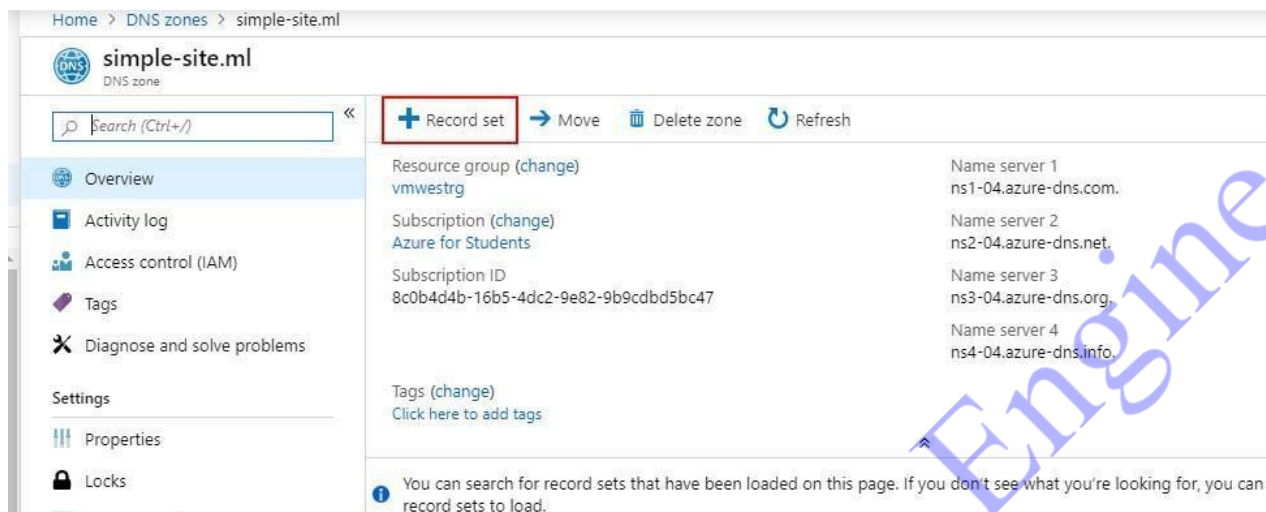 Home > DNS zones > simple-site.ml
simple-site.ml
DNS zone
Search (Ctrl+/)
«
Overview
Activity log
Access control (IAM)
Tags
Diagnose and solve problems
Settings
Properties
Locks
Record set
Move
Delete zone
Refresh
Resource group (change)
vmwestrg
Subscription (change)
Azure for Students
Subscription ID
8c0b4d4b-16b5-4dc2-9e82-9b9cdbd5bc47
Tags (change)
Click here to add tags
Name server 1
ns1-04.azure-dns.com.
Name server 2
ns2-04.azure-dns.net.
Name server 3
ns3-04.azure-dns.org.
Name server 4
ns4-04.azure-dns.info.
You can search for record sets that have been loaded on this page. If you don't see what you're looking for, you can
record sets to load.
Engine